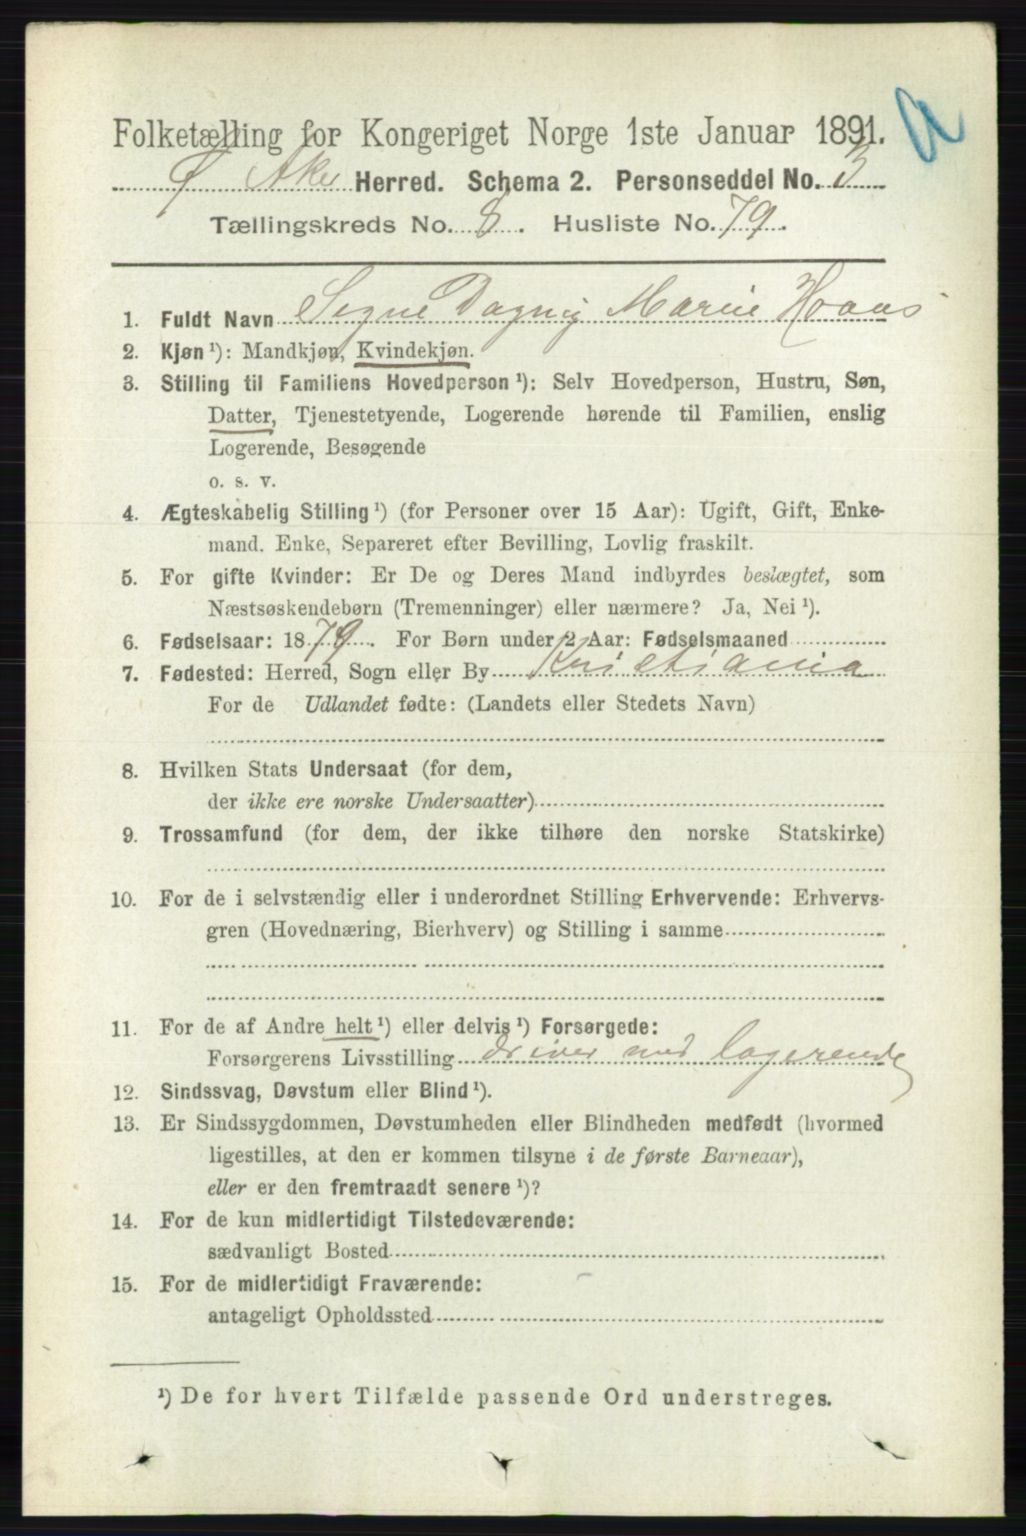 a
Folketælling for Kongeriget Norge 1ste Januar 1891.
Ø Aker Herred. Schema 2. Personseddel No. 3
Tællingskreds No. 8. Husliste No. 79.
1. Fuldt Navn Signe Dagny Marie Haas
2. Kjøn ¹): Mandkjøn, Kvindekjøn.
3. Stilling til Familiens Hovedperson ¹): Selv Hovedperson, Hustru, Søn,
Datter, Tjenestetyende, Logerende hørende til Familien, enslig
Logerende, Besøgende
o. s. v.
4. Ægteskabelig Stilling ¹) (for Personer over 15 Aar): Ugift, Gift, Enke-
mand. Enke, Separeret efter Bevilling, Lovlig fraskilt.
5. For gifte Kvinder: Er De og Deres Mand indbyrdes beslægtet, som
Næstsøskendebørn (Tremenninger) eller nærmere? Ja, Nei ¹).
6. Fødselsaar: 1879. For Børn under 2 Aar: Fødselsmaaned
7. Fødested: Herred, Sogn eller By Kristiania
For de Udlandet fødte: (Landets eller Stedets Navn)
8. Hvilken Stats Undersaat (for dem,
der ikke ere norske Undersaatter)
9. Trossamfund (for dem, der ikke tilhøre den norske Statskirke)
10. For de i selvstændig eller i underordnet Stilling Erhvervende: Erhvervs-
gren (Hovednæring, Bierhverv) og Stilling i samme
11. For de af Andre helt ¹) eller delvis ¹) Forsørgede:
Forsørgerens Livsstilling driver med logerende
12. Sindssvag, Døvstum eller Blind ¹).
13. Er Sindssygdommen, Døvstumheden eller Blindheden medfødt (hvormed
ligestilles, at den er kommen tilsyne i de første Barneaar),
eller er den fremtraadt senere ¹)?
14. For de kun midlertidigt Tilstedeværende:
sædvanligt Bosted
15. For de midlertidigt Fraværende:
antageligt Opholdssted
¹) De for hvert Tilfælde passende Ord understreges.